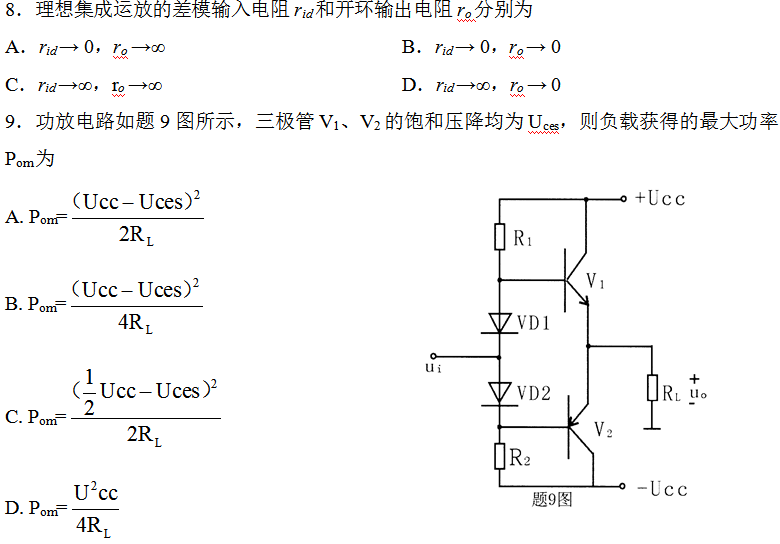 8．理想集成运放的差模输入电阻 rid 和开环输出电阻 ro 分别为
A．rid→ 0，ro→∞ B．rid→ 0，ro→ 0
C．rid→∞，ro→∞ D．rid→∞，ro→ 0
9．功放电路如题 9 图所示，三极管 V₁、V₂ 的饱和压降均为 Uces，则负载获得的最大功率
Pom为
A. Pom= （Ucc – Uces）² / 2RL
B. Pom= （Ucc – Uces）² / 4RL
C. Pom= （1/2 Ucc – Uces）² / 2RL
D. Pom= U²cc / 4RL
+Ucc
R₁
V₁
VD1
ui
VD2
RL
+
uo
-
V₂
R₂
-Ucc
题9图